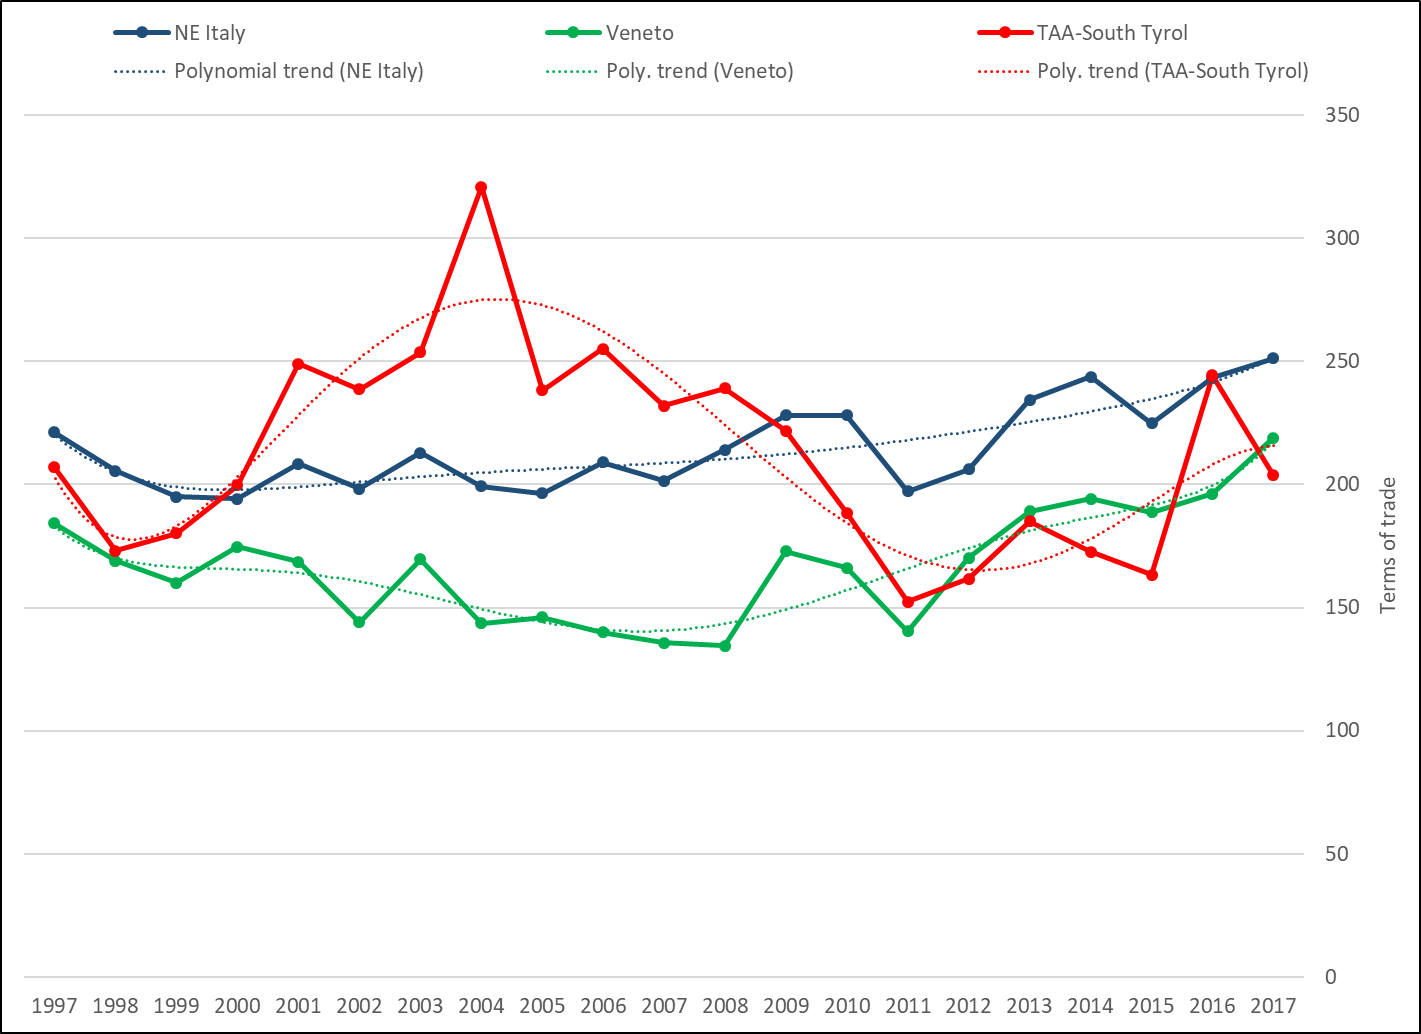 NE Italy Veneto TAA-South Tyrol
Polynomial trend (NE Italy) Poly. trend (Veneto) Poly. trend (TAA-South Tyrol)
350
300
250
200
150
100
50
0
Terms of trade
1997 1998 1999 2000 2001 2002 2003 2004 2005 2006 2007 2008 2009 2010 2011 2012 2013 2014 2015 2016 2017